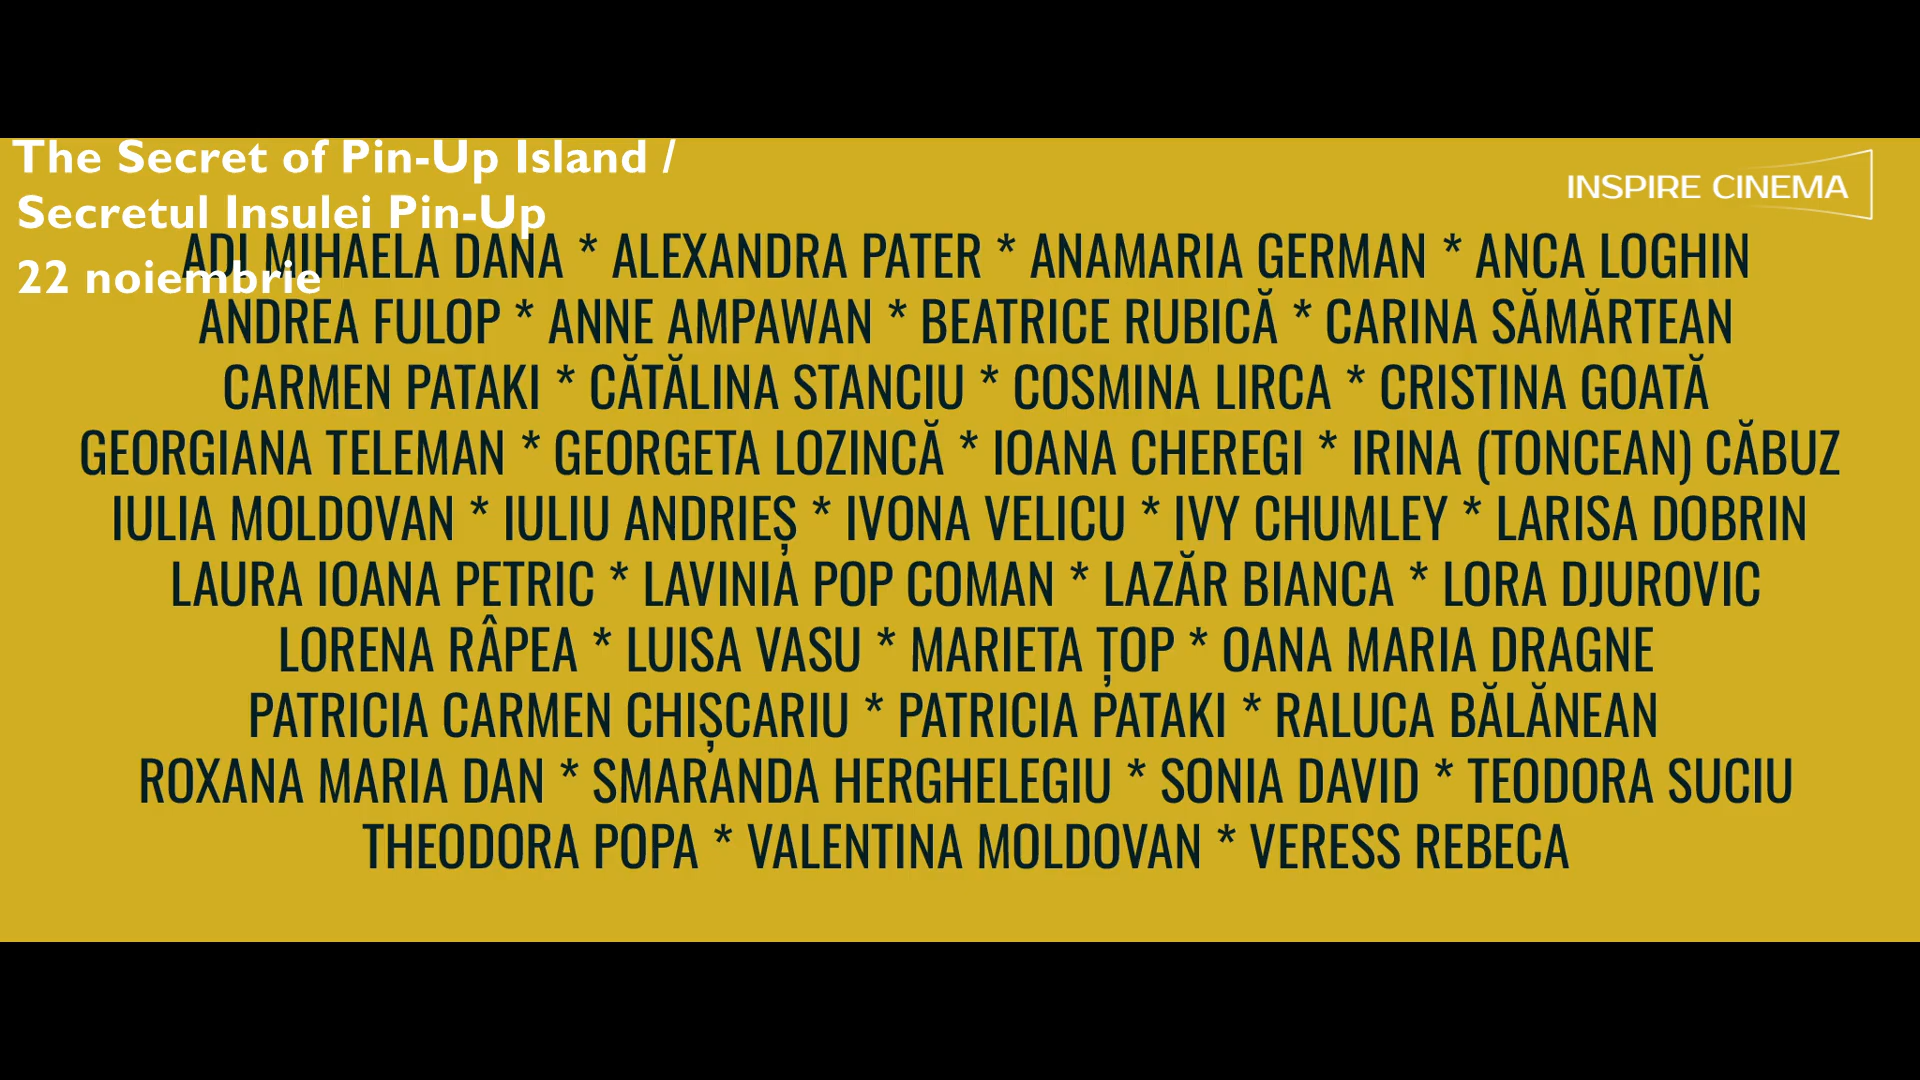 The Secret of Pin-Up Island /
Secretul Insulei Pin-Up
22 noiembrie
INSPIRE CINEMA
ADI MIHAELA DANA * ALEXANDRA PATER * ANAMARIA GERMAN * ANCA LOGHIN
ANDREA FULOP * ANNE AMPAWAN * BEATRICE RUBICĂ * CARINA SĂMĂRTEAN
CARMEN PATAKI * CĂTĂLINA STANCIU * COSMINA LIRCA * CRISTINA GOATĂ
GEORGIANA TELEMAN * GEORGETA LOZINCĂ * IOANA CHEREGI * IRINA (TONCEAN) CĂBUZ
IULIA MOLDOVAN * IULIU ANDRIEȘ * IVONA VELICU * IVY CHUMLEY * LARISA DOBRIN
LAURA IOANA PETRIC * LAVINIA POP COMAN * LAZĂR BIANCA * LORA DJUROVIC
LORENA RÂPEA * LUISA VASU * MARIETA ȚOP * OANA MARIA DRAGNE
PATRICIA CARMEN CHIȘCARIU * PATRICIA PATAKI * RALUCA BĂLĂNEAN
ROXANA MARIA DAN * SMARANDA HERGHELEGIU * SONIA DAVID * TEODORA SUCIU
THEODORA POPA * VALENTINA MOLDOVAN * VERESS REBECA